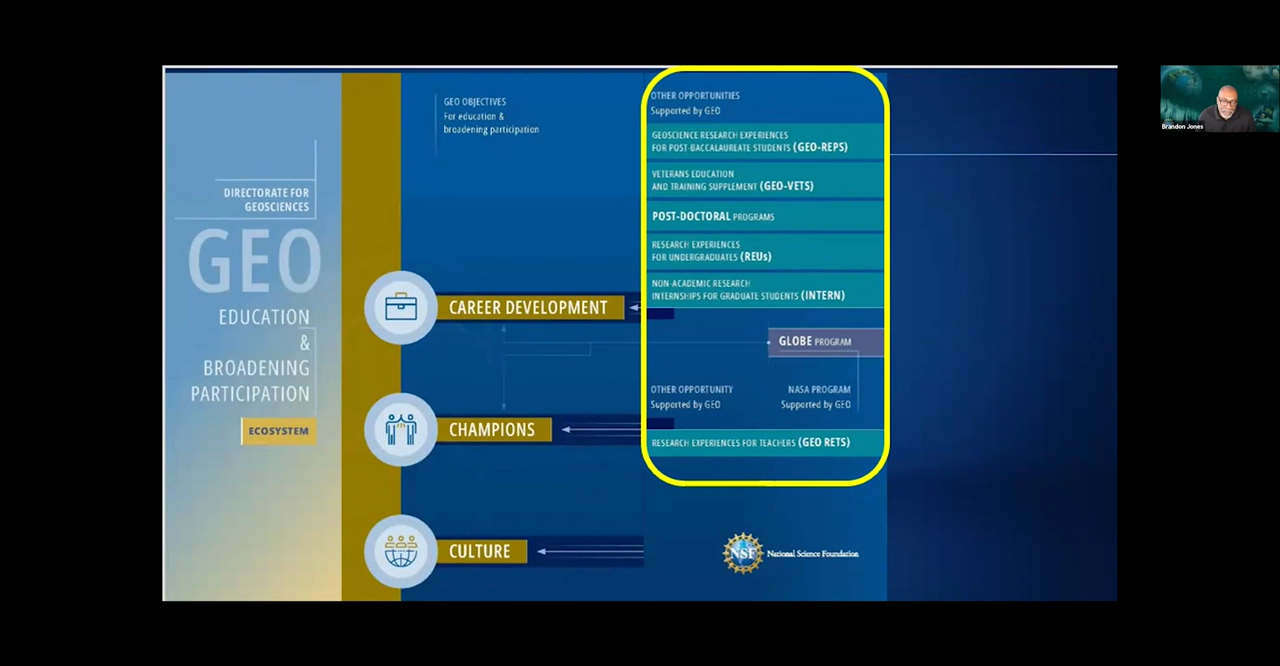 DIRECTORATE FOR
GEOSCIENCES
GEO
EDUCATION
&
BROADENING
PARTICIPATION
ECOSYSTEM
GEO OBJECTIVES
For education &
broadening participation
CAREER DEVELOPMENT
CHAMPIONS
CULTURE
OTHER OPPORTUNITIES
Supported by GEO
GEOSCIENCE RESEARCH EXPERIENCES
FOR POST-BACCALAUREATE STUDENTS (GEO-REPS)
VETERANS EDUCATION
AND TRAINING SUPPLEMENT (GEO-VETS)
POST-DOCTORAL PROGRAMS
RESEARCH EXPERIENCES
FOR UNDERGRADUATES (REUs)
NON-ACADEMIC RESEARCH
INTERNSHIPS FOR GRADUATE STUDENTS (INTERN)
GLOBE PROGRAM
OTHER OPPORTUNITY
Supported by GEO
NASA PROGRAM
Supported by GEO
RESEARCH EXPERIENCES FOR TEACHERS (GEO RETS)
NSF
National Science Foundation
Brandon Jones